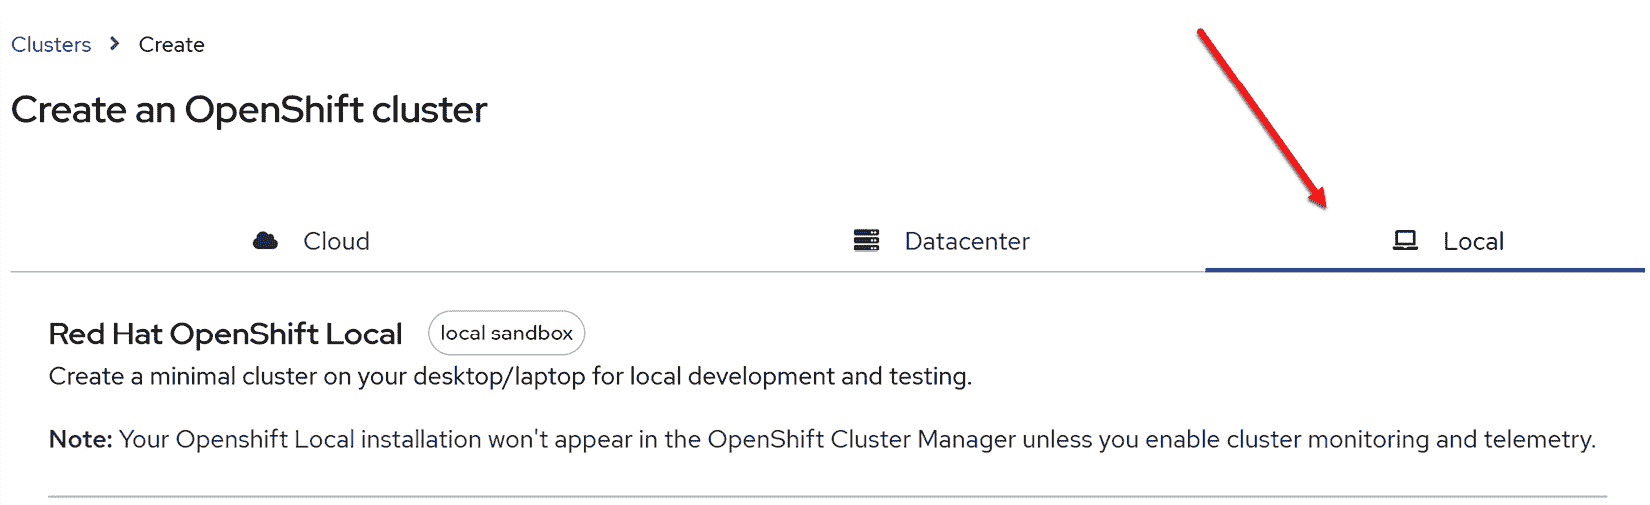 Clusters > Create
Create an OpenShift cluster
Cloud Datacenter Local
Red Hat OpenShift Local local sandbox
Create a minimal cluster on your desktop/laptop for local development and testing.
Note: Your Openshift Local installation won't appear in the OpenShift Cluster Manager unless you enable cluster monitoring and telemetry.